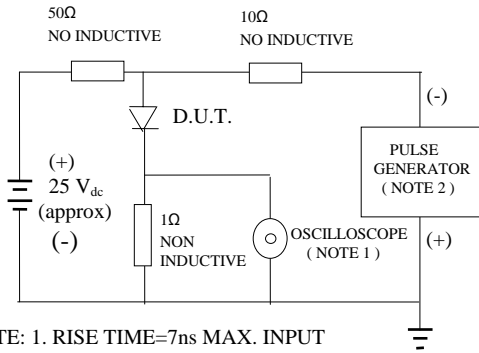 50Ω
NO INDUCTIVE
10Ω
NO INDUCTIVE
D.U.T.
(-)
PULSE
GENERATOR
( NOTE 2 )
(+)
25 Vdc
(approx)
(-)
1Ω
NON
INDUCTIVE
OSCILLOSCOPE
( NOTE 1 )
(+)
TE: 1. RISE TIME=7ns MAX. INPUT